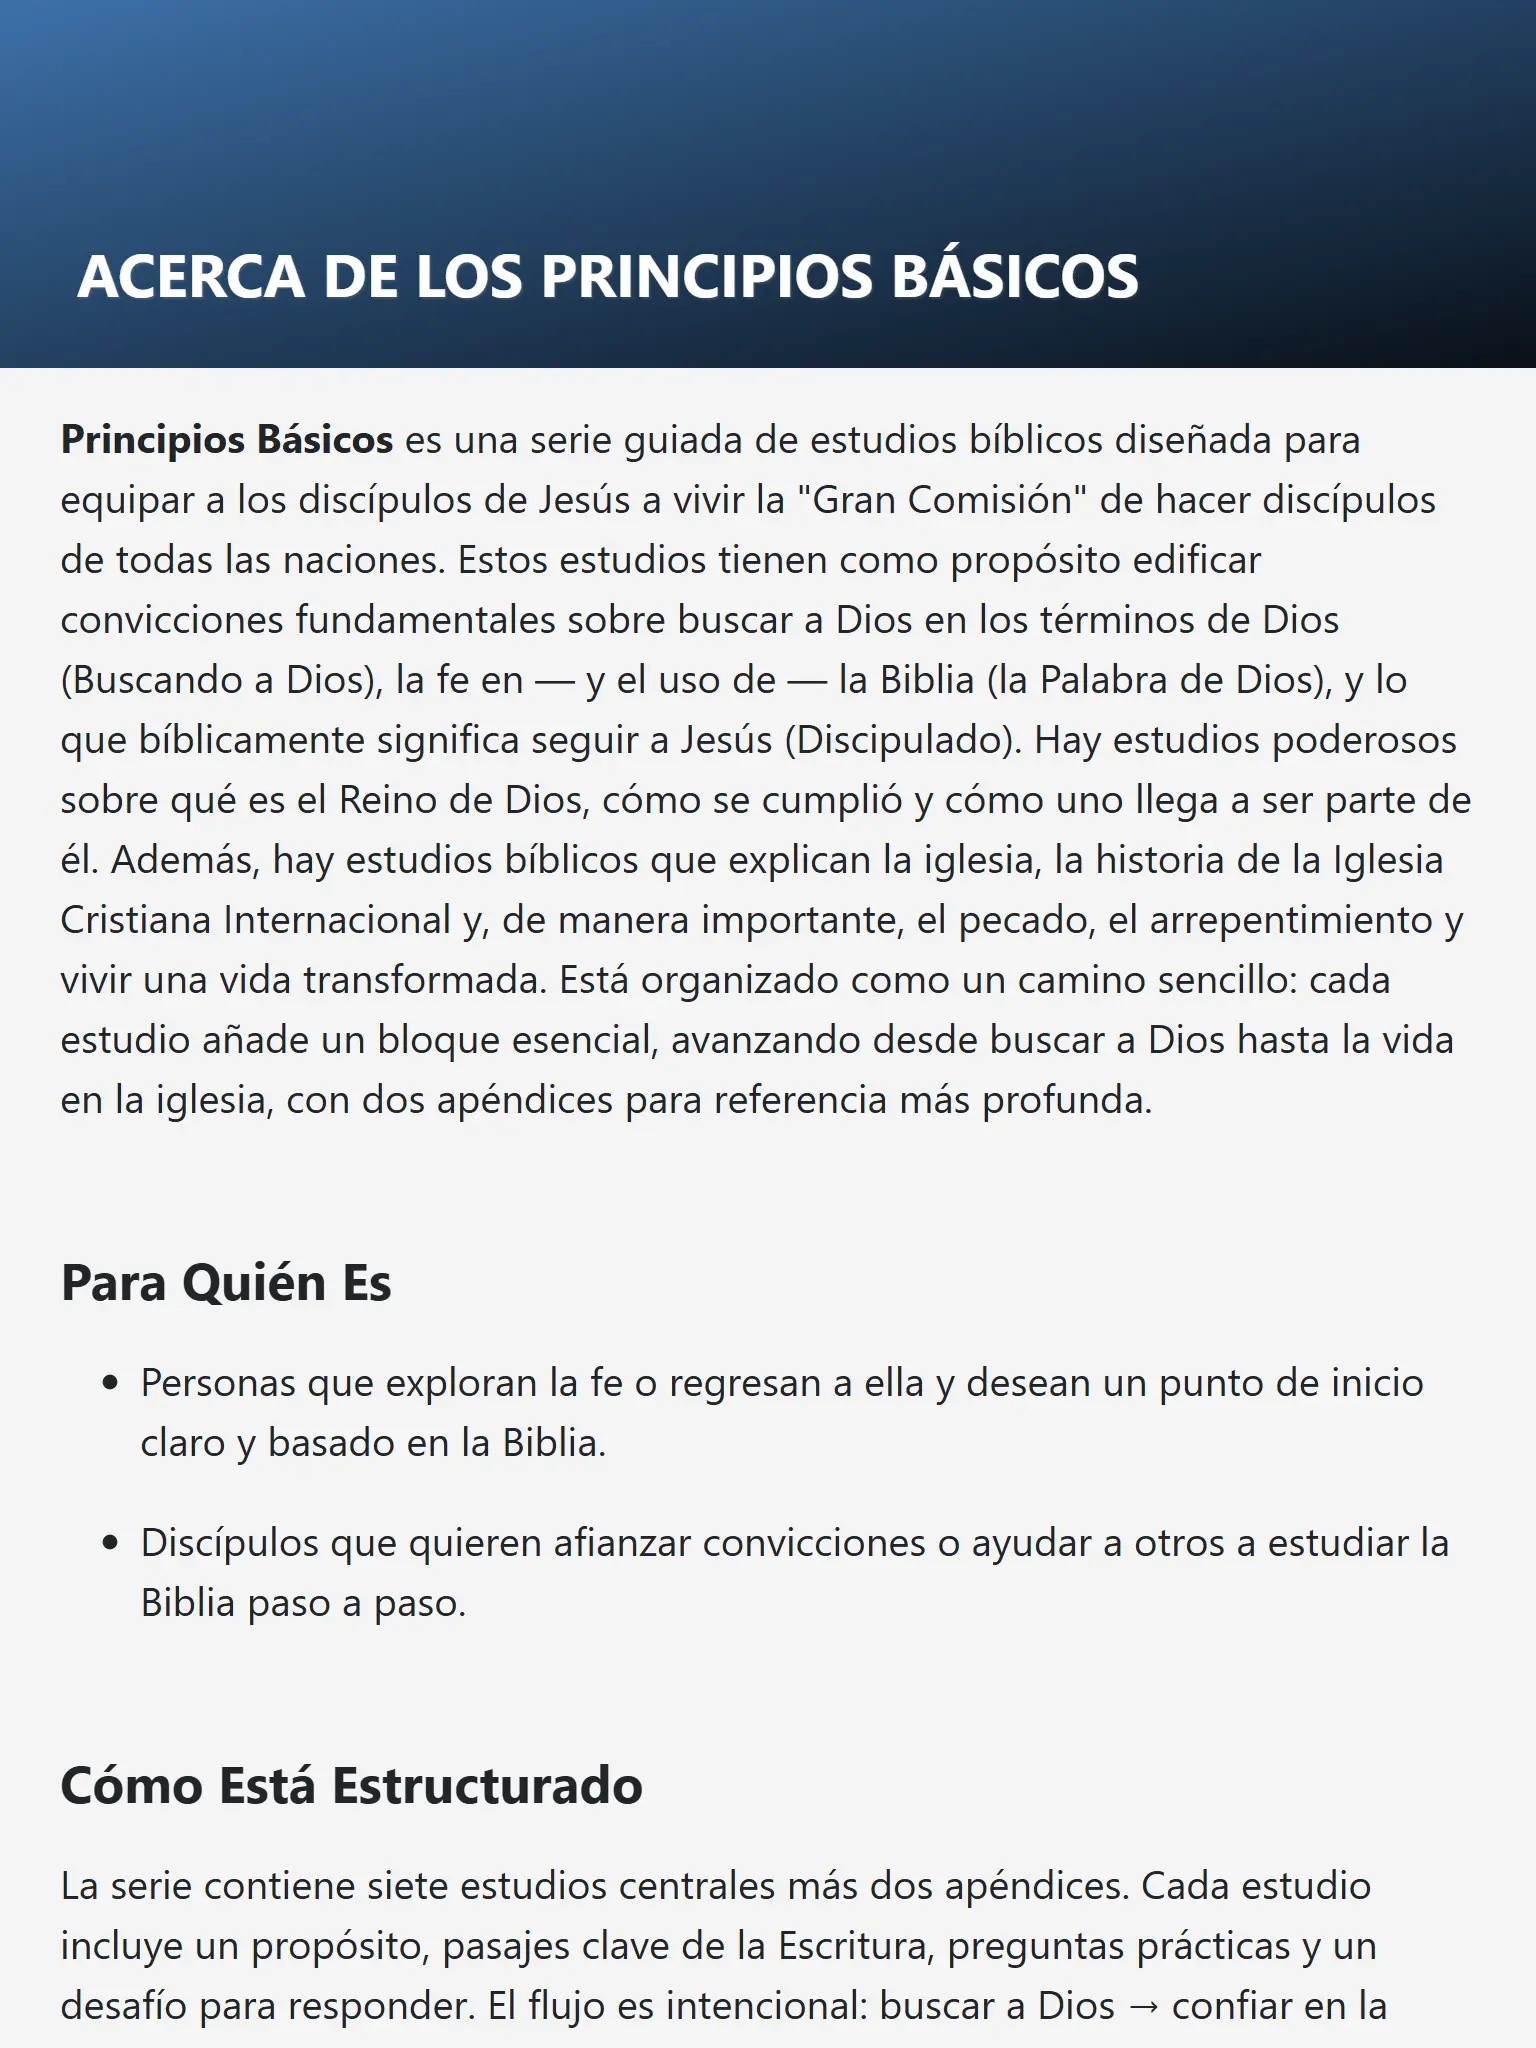 ACERCA DE LOS PRINCIPIOS BÁSICOS
Principios Básicos es una serie guiada de estudios bíblicos diseñada para
equipar a los discípulos de Jesús a vivir la "Gran Comisión" de hacer discípulos
de todas las naciones. Estos estudios tienen como propósito edificar
convicciones fundamentales sobre buscar a Dios en los términos de Dios
(Buscando a Dios), la fe en — y el uso de — la Biblia (la Palabra de Dios), y lo
que bíblicamente significa seguir a Jesús (Discipulado). Hay estudios poderosos
sobre qué es el Reino de Dios, cómo se cumplió y cómo uno llega a ser parte de
él. Además, hay estudios bíblicos que explican la iglesia, la historia de la Iglesia
Cristiana Internacional y, de manera importante, el pecado, el arrepentimiento y
vivir una vida transformada. Está organizado como un camino sencillo: cada
estudio añade un bloque esencial, avanzando desde buscar a Dios hasta la vida
en la iglesia, con dos apéndices para referencia más profunda.
Para Quién Es
• Personas que exploran la fe o regresan a ella y desean un punto de inicio
claro y basado en la Biblia.
• Discípulos que quieren afianzar convicciones o ayudar a otros a estudiar la
Biblia paso a paso.
Cómo Está Estructurado
La serie contiene siete estudios centrales más dos apéndices. Cada estudio
incluye un propósito, pasajes clave de la Escritura, preguntas prácticas y un
desafío para responder. El flujo es intencional: buscar a Dios → confiar en la